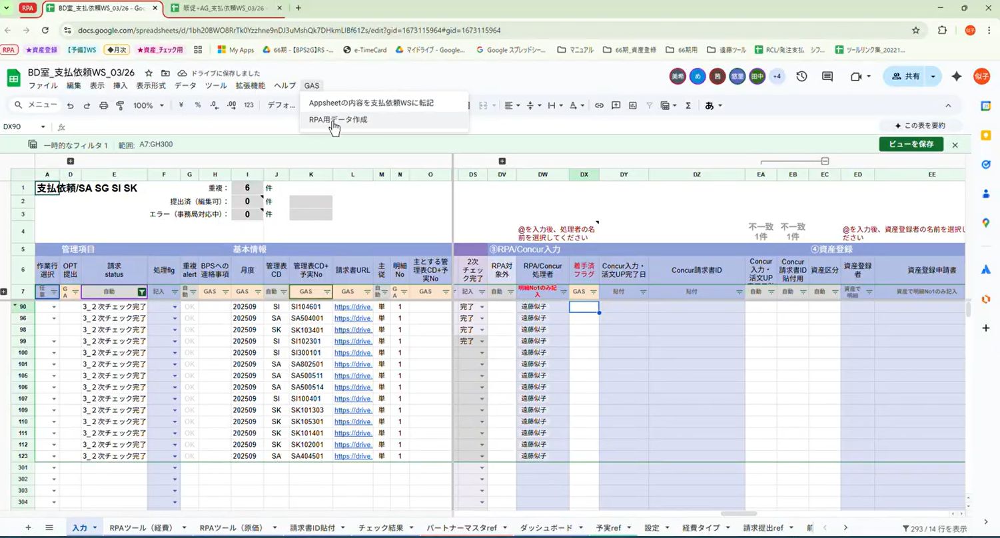 RPA
BD室_支払依頼WS_03/26 - Goo
販促+AG_支払依頼WS_03/26 -
docs.google.com/spreadsheets/d/1bh20BWO8RrTk0Yzzhne9nDJ3uMshQk7DHkmLIBf61Zs/edit?gid=1673115964#gid=1673115964
RPA ★資産登録 【予備】WS ◆月次 ★資産_チェック用 My Apps 66期 -【BPS2G】RS -... e-TimeCard マイドライブ - Google... Google スプレッドシー... マニュアル 66期_資産登録 66期用 遠藤ツール RCL/発注支払 シフ... ツールリンク集_20221...
BD室_支払依頼WS_03/26 ドライブに保存しました
美希 め 茜 悠里 田中 +4 共有 似子
ファイル 編集 表示 挿入 表示形式 データ ツール 拡張機能 ヘルプ GAS
メニュー 100% ¥ % .0 .00 123 デフォ... あ
Appsheetの内容を支払依頼WSに転記
RPA用データ作成
DX90 fx この表を要約
一時的なフィルタ 1 範囲: A7:GH300 ビューを保存
A D E F G H I J K L M N O DS DV DW DX DY DZ EA EB EC ED EE
1 支払依頼/SA SG SI SK 重複： 6 件
2 提出済（編集可）： 0 件
3 エラー（事務局対応中）： 0 件
4 @を入力後、処理者の名前を選択してください 不一致 1件 不一致 1件 @を入力後、資産登録者の名前を選択し ださい
5 管理項目 基本情報 ③RPA/Concur入力 ④資産登録
6 作業行選択 OPT提出 請求status 処理flg 重複alert BPSへの連絡事項 月度 管理表CD 管理表CD+予実No 請求書URL 主従 明細No 主とする管理表CD+予実No 2次チェック完了 RPA対象外 RPA/Concur処理者 着手済フラグ Concur入力・活文UP完了日 Concur請求書ID Concur入力・活文UP Concur請求書ID貼付用 資産区分 資産登録者 資産登録申請書
7 任意 GA 自動 記入 自動 GAS GAS 自動 GAS GAS 自動 GA GAS 記入 自動 明細No1のみ記入 GAS 貼付 貼付 自動 自動 自動 資産で明細 資産で明細No1のみ記入
90 3_２次チェック完了 OK 202509 SI SI104601 https://drive. 単 1 完了 遠藤似子
96 3_２次チェック完了 OK 202509 SA SA504001 https://drive. 単 1 完了 遠藤似子
98 3_２次チェック完了 OK 202509 SK SK103401 https://drive. 単 1 完了 遠藤似子
99 3_２次チェック完了 OK 202509 SI SI102301 https://drive. 単 1 完了 遠藤似子
100 3_２次チェック完了 OK 202509 SI SI300101 https://drive. 単 1 遠藤似子
101 3_２次チェック完了 OK 202509 SA SA802501 https://drive. 単 1 遠藤似子
105 3_２次チェック完了 OK 202509 SA SA500511 https://drive. 単 1 遠藤似子
106 3_２次チェック完了 OK 202509 SA SA500514 https://drive. 単 1 遠藤似子
107 3_２次チェック完了 OK 202509 SI SI100401 https://drive. 単 1 遠藤似子
109 3_２次チェック完了 OK 202509 SK SK101303 https://drive. 単 1 遠藤似子
110 3_２次チェック完了 OK 202509 SK SK105301 https://drive. 単 1 遠藤似子
111 3_２次チェック完了 OK 202509 SK SK101401 https://drive. 単 1 遠藤似子
112 3_２次チェック完了 OK 202509 SK SK102001 https://drive. 単 1 遠藤似子
123 3_２次チェック完了 OK 202509 SA SA404501 https://drive. 単 1 遠藤似子
301
302
303
304
入力 RPAツール（経費） RPAツール（原価） 請求書ID貼付 チェック結果 パートナーマスタref ダッシュボード 予実ref 設定 経費タイプ 請求提出ref 前 293 / 14 行を表示